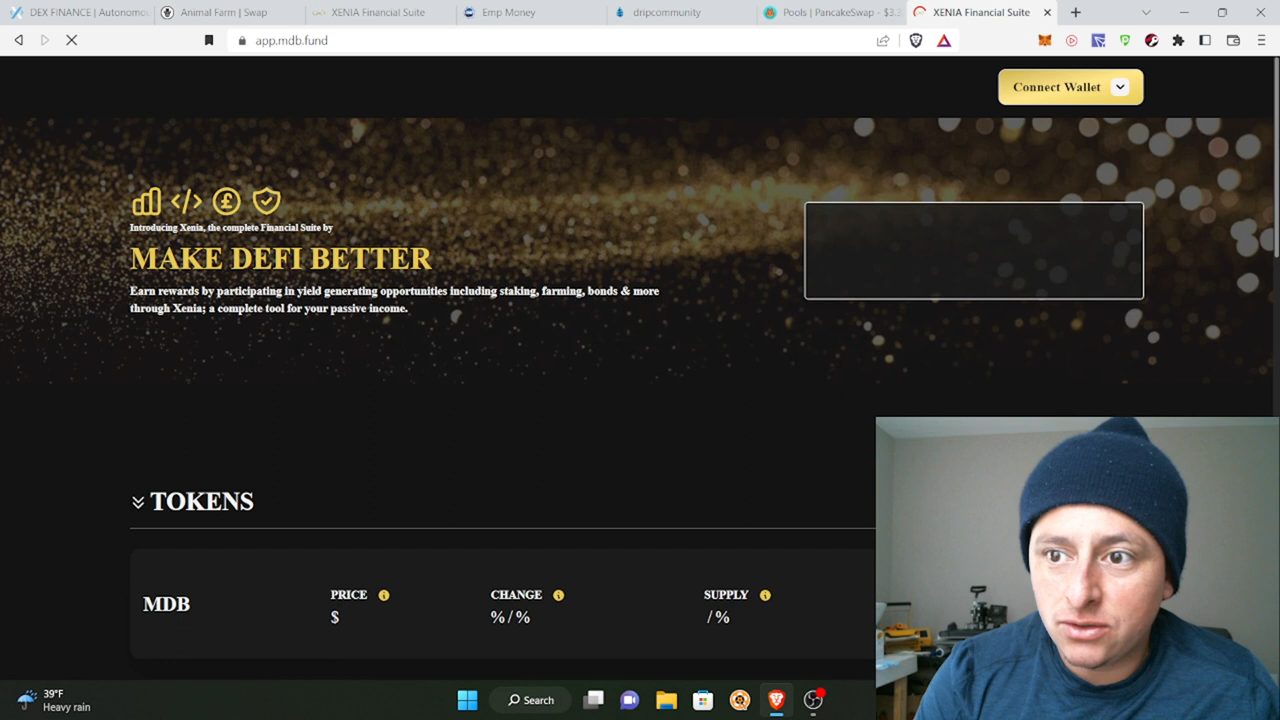 DEX FINANCE | Autonomo
Animal Farm | Swap
XENIA Financial Suite
Emp Money
dripcommunity
Pools | PancakeSwap - $3.
XENIA Financial Suite
app.mdb.fund
Connect Wallet
Introducing Xenia, the complete Financial Suite by
MAKE DEFI BETTER
Earn rewards by participating in yield generating opportunities including staking, farming, bonds & more
through Xenia; a complete tool for your passive income.
TOKENS
MDB
PRICE
$
CHANGE
% / %
SUPPLY
/ %
39°F
Heavy rain
Search